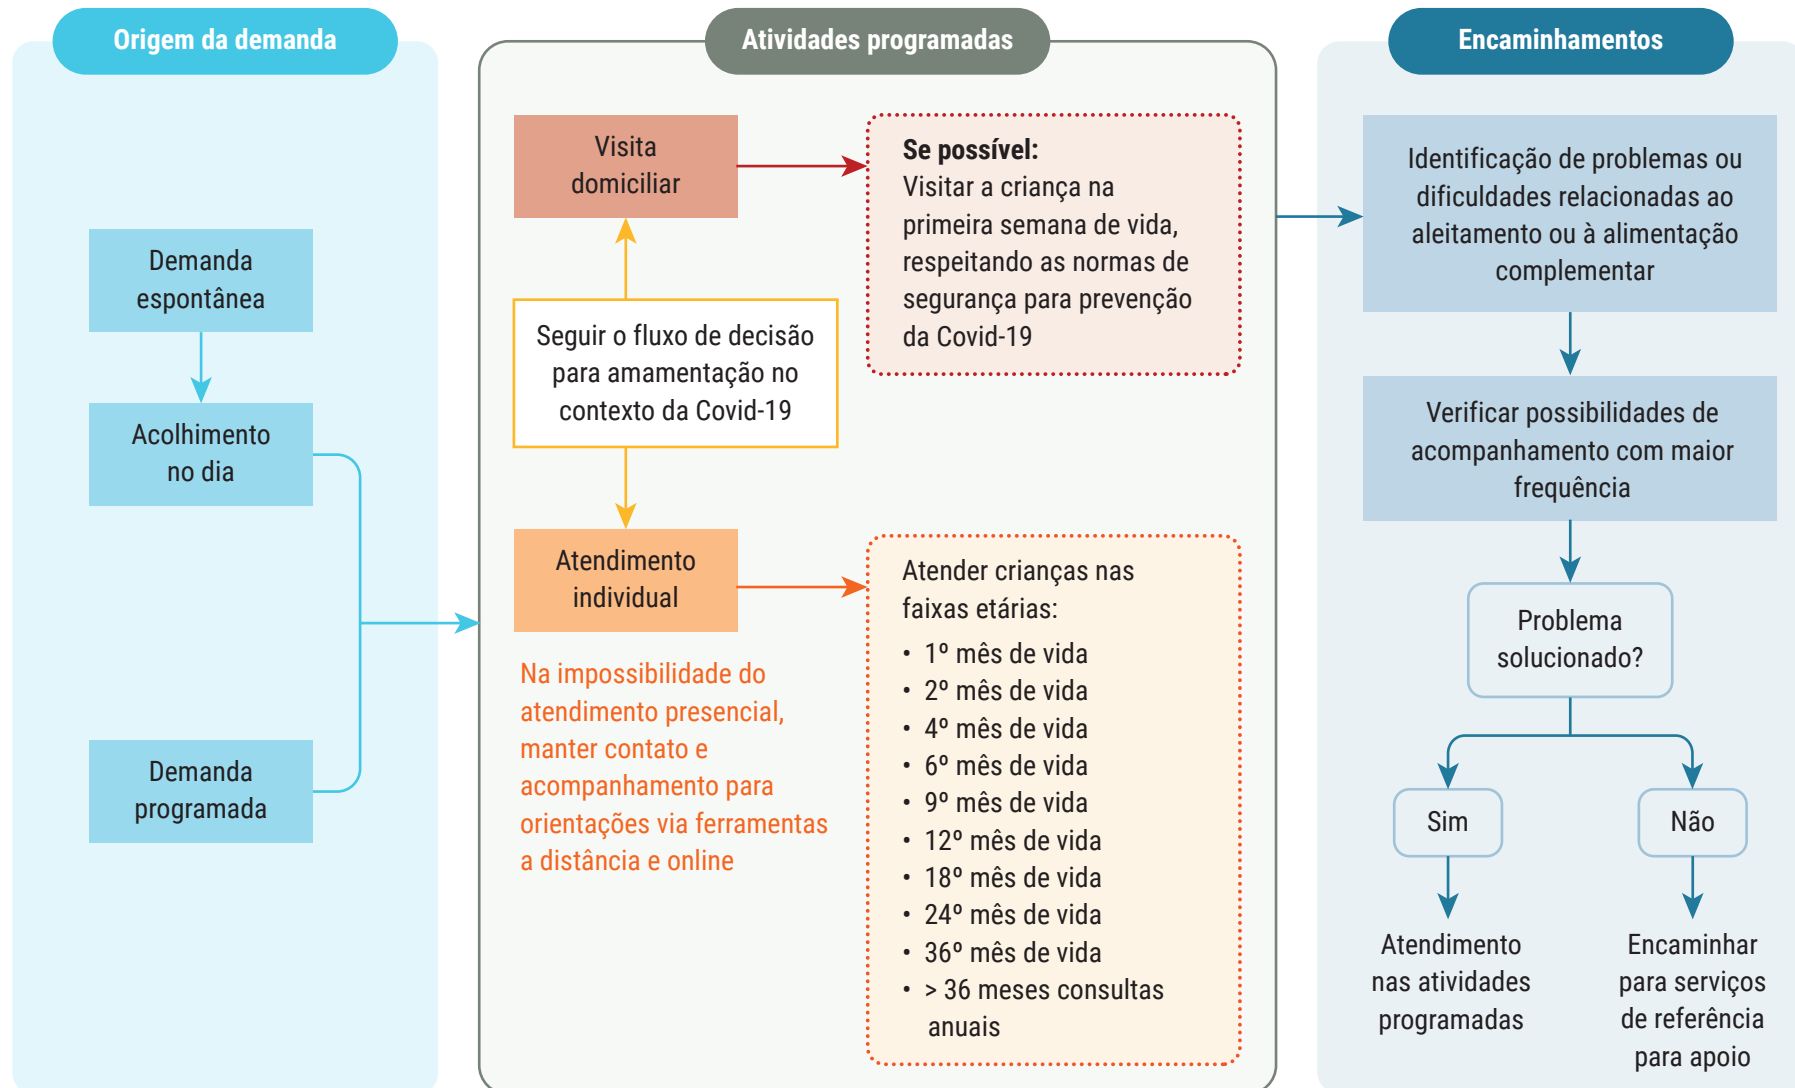 Origem da demanda
Demanda
espontânea
Acolhimento
no dia
Demanda
programada
Atividades programadas
Visita
domiciliar
Se possível:
Visitar a criança na
primeira semana de vida,
respeitando as normas de
segurança para prevenção
da Covid-19
Seguir o fluxo de decisão
para amamentação no
contexto da Covid-19
Atendimento
individual
Na impossibilidade do
atendimento presencial,
manter contato e
acompanhamento para
orientações via ferramentas
a distância e online
Atender crianças nas
faixas etárias:
• 1º mês de vida
• 2º mês de vida
• 4º mês de vida
• 6º mês de vida
• 9º mês de vida
• 12º mês de vida
• 18º mês de vida
• 24º mês de vida
• 36º mês de vida
• > 36 meses consultas
anuais
Encaminhamentos
Identificação de problemas ou
dificuldades relacionadas ao
aleitamento ou à alimentação
complementar
Verificar possibilidades de
acompanhamento com maior
frequência
Problema
solucionado?
Sim
Atendimento
nas atividades
programadas
Não
Encaminhar
para serviços
de referência
para apoio